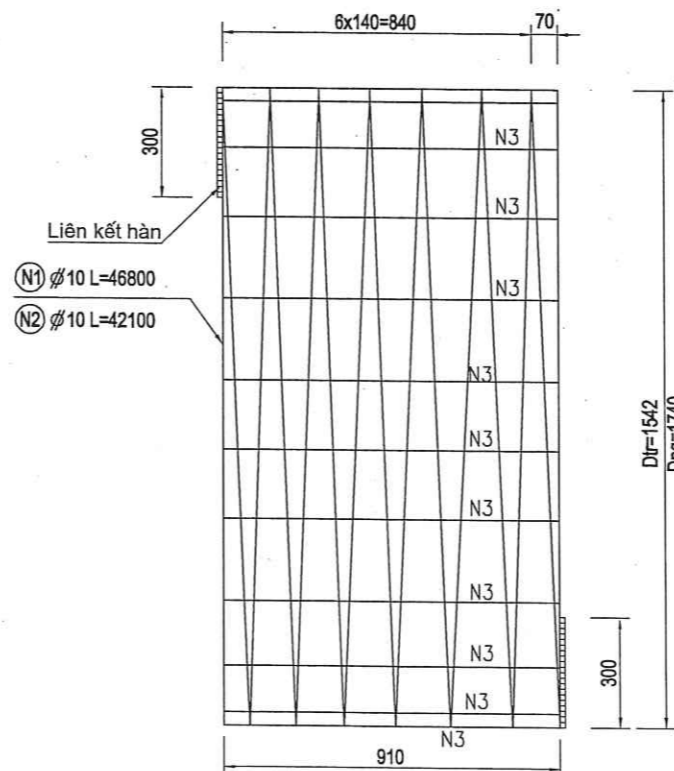 6x140=840
70
300
N3
N3
Liên kết hàn
N1 ∅10 L=46800
N3
N2 ∅10 L=42100
N3
Dtr=1542
N3
N3
N3
N3
300
N3
N3
910